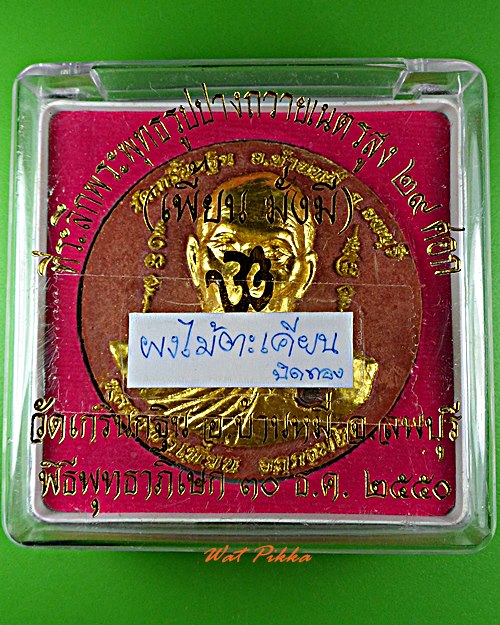 ที่ระลึกพระพุทธรูปปางถวายเนตรสูง ๒๙ ศอก
(เพี้ยน มั่งมี)
ผงไม้ตะเคียน
ปิดทอง
วัดเกริ่นกฐิน อ.บ้านหมี่ จ.ลพบุรี
พิธีพุทธาภิเษก ๓๐ ธ.ค. ๒๕๕๐
Wat Pikka